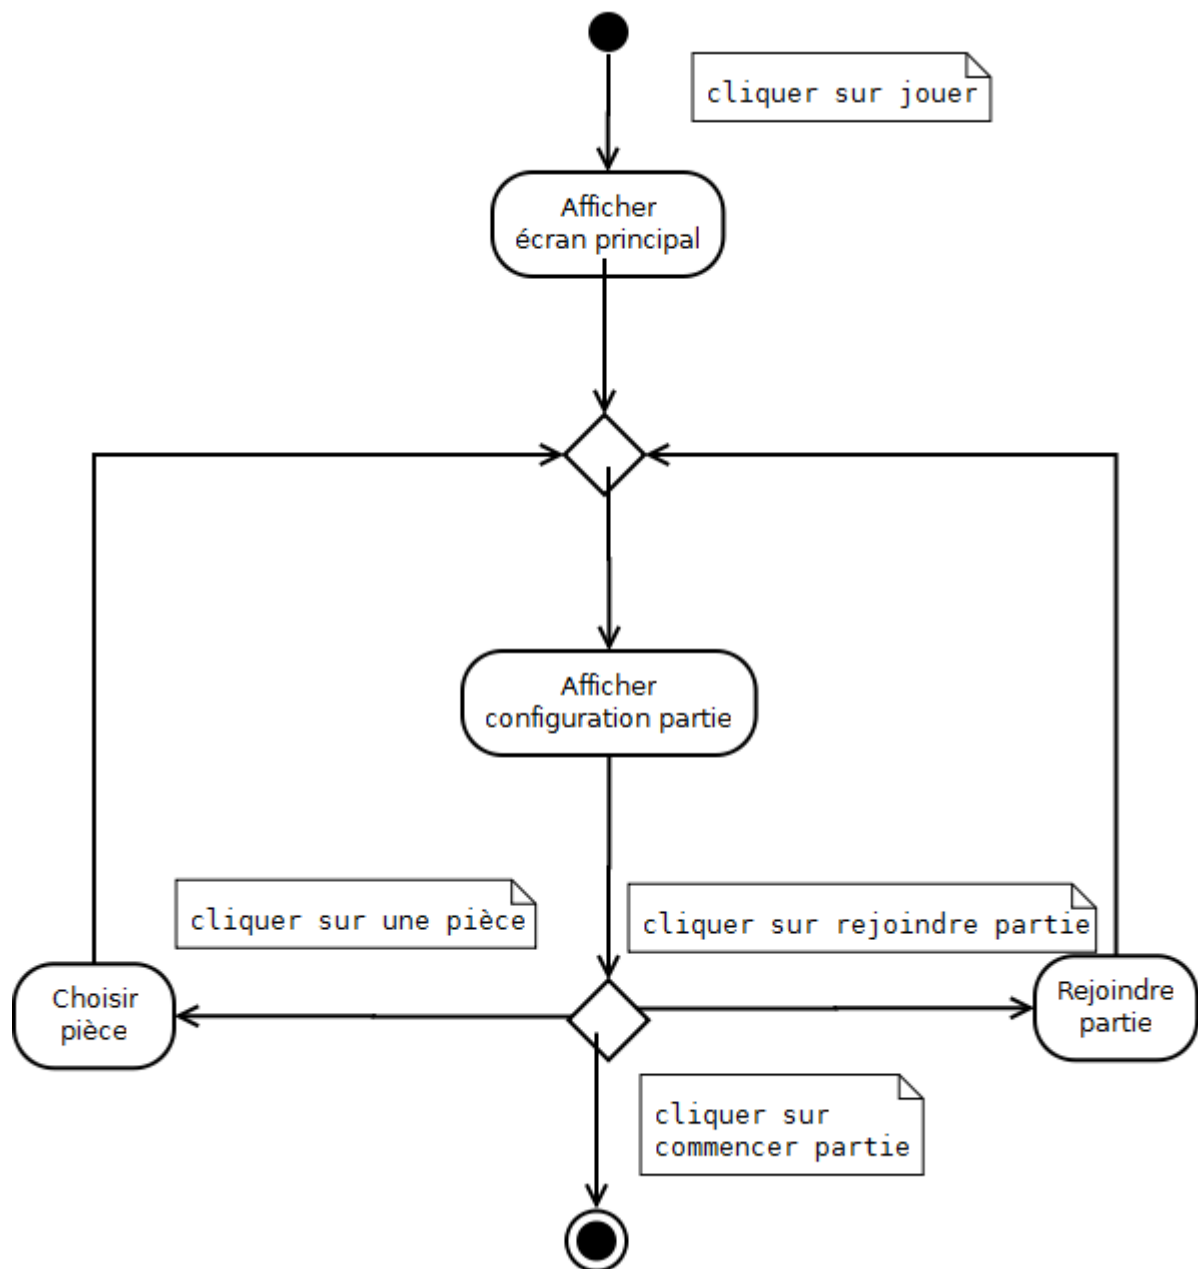 cliquer sur jouer
Afficher
écran principal
Afficher
configuration partie
cliquer sur une pièce
cliquer sur rejoindre partie
Choisir
pièce
Rejoindre
partie
cliquer sur
commencer partie